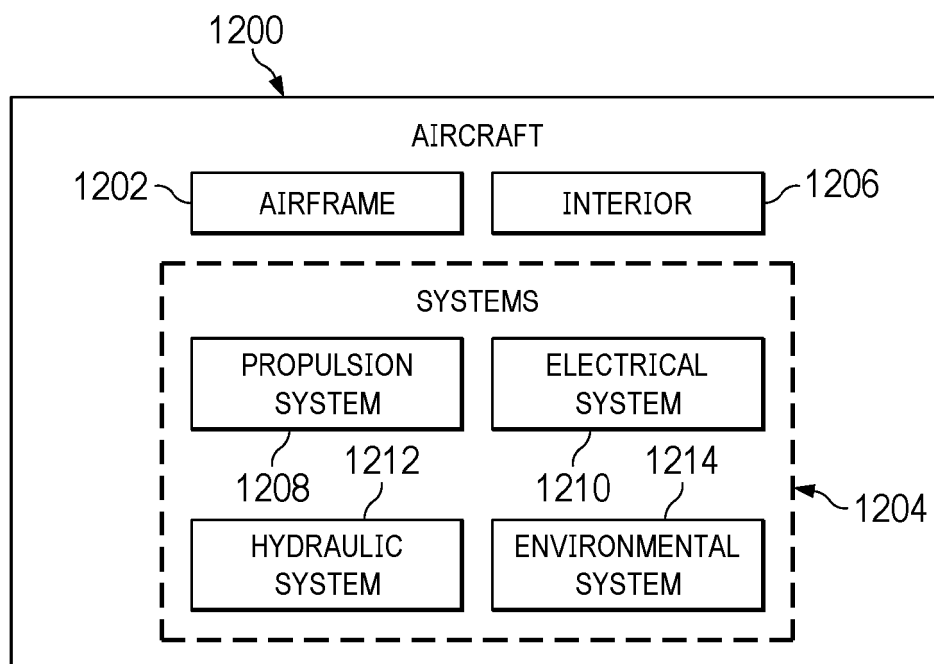 1200
AIRCRAFT
1202
AIRFRAME
INTERIOR
1206
SYSTEMS
PROPULSION
SYSTEM
ELECTRICAL
SYSTEM
1208
1212
1210
1214
1204
HYDRAULIC
SYSTEM
ENVIRONMENTAL
SYSTEM